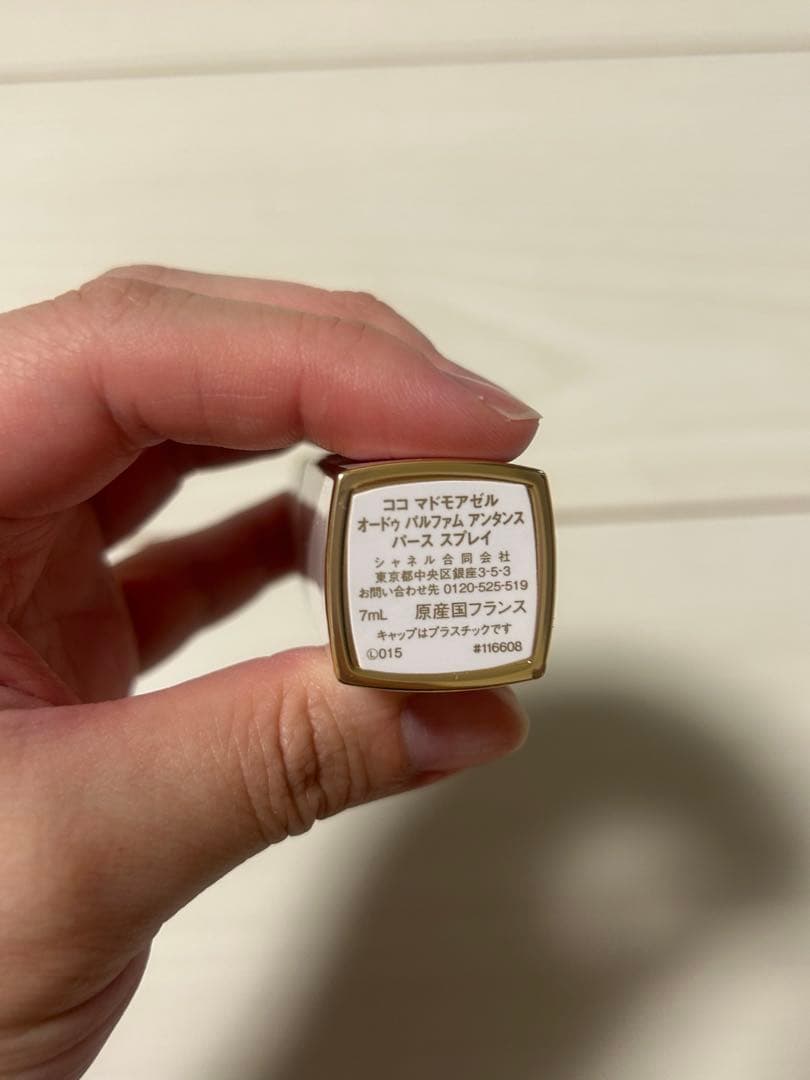 ココ マドモアゼル
オードゥ パルファム アンタンス
パース スプレイ
シャネル合同会社
東京都中央区銀座3-5-3
お問い合わせ先 0120-525-519
7mL 原産国フランス
キャップはプラスチックです
Ⓛ015 #116608